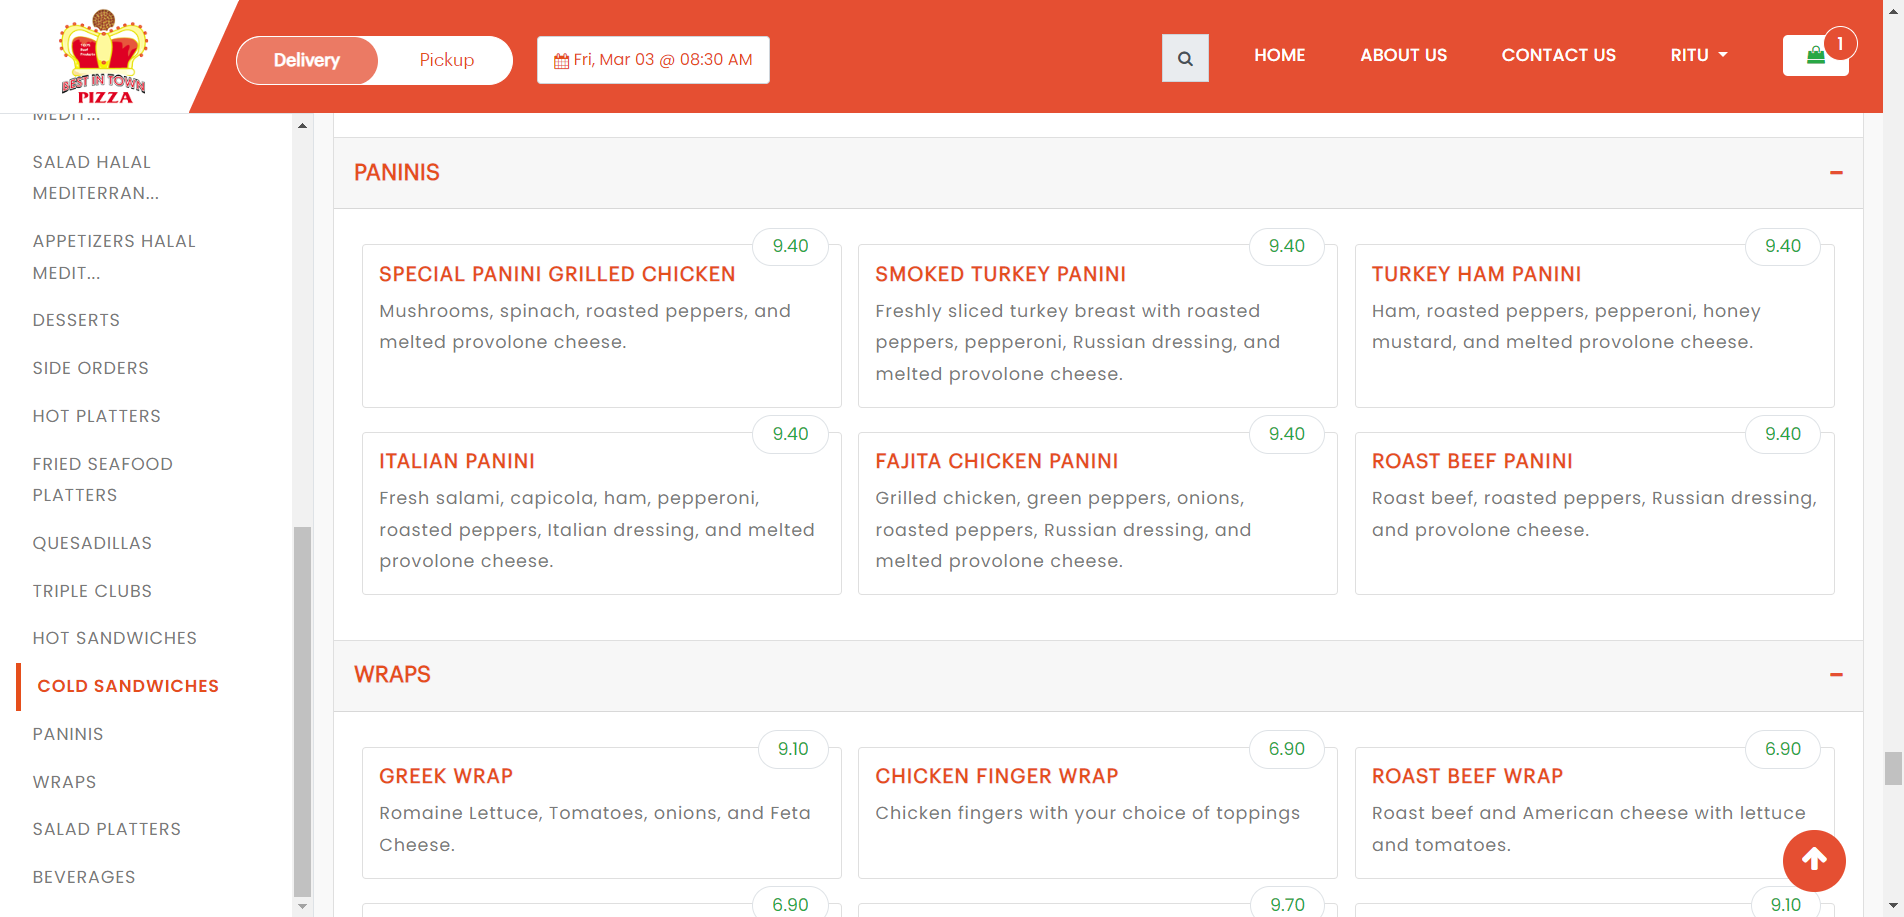 BEST IN TOWN
PIZZA
Delivery
Pickup
Fri, Mar 03 @ 08:30 AM
HOME
ABOUT US
CONTACT US
RITU
1
MEDIT...
SALAD HALAL
MEDITERRAN...
APPETIZERS HALAL
MEDIT...
DESSERTS
SIDE ORDERS
HOT PLATTERS
FRIED SEAFOOD
PLATTERS
QUESADILLAS
TRIPLE CLUBS
HOT SANDWICHES
COLD SANDWICHES
PANINIS
WRAPS
SALAD PLATTERS
BEVERAGES
PANINIS
9.40
SPECIAL PANINI GRILLED CHICKEN
Mushrooms, spinach, roasted peppers, and
melted provolone cheese.
9.40
SMOKED TURKEY PANINI
Freshly sliced turkey breast with roasted
peppers, pepperoni, Russian dressing, and
melted provolone cheese.
9.40
TURKEY HAM PANINI
Ham, roasted peppers, pepperoni, honey
mustard, and melted provolone cheese.
9.40
ITALIAN PANINI
Fresh salami, capicola, ham, pepperoni,
roasted peppers, Italian dressing, and melted
provolone cheese.
9.40
FAJITA CHICKEN PANINI
Grilled chicken, green peppers, onions,
roasted peppers, Russian dressing, and
melted provolone cheese.
9.40
ROAST BEEF PANINI
Roast beef, roasted peppers, Russian dressing,
and provolone cheese.
WRAPS
9.10
GREEK WRAP
Romaine Lettuce, Tomatoes, onions, and Feta
Cheese.
6.90
CHICKEN FINGER WRAP
Chicken fingers with your choice of toppings
6.90
ROAST BEEF WRAP
Roast beef and American cheese with lettuce
and tomatoes.
6.90
9.70
9.10